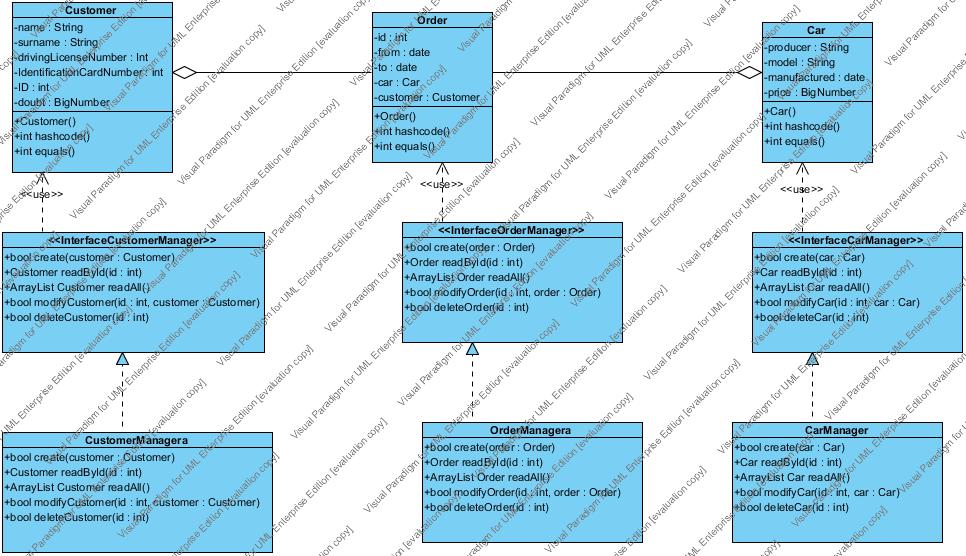 Customer
-name : String
-surname : String
-drivingLicenseNumber : Int
-IdentificationCardNumber : int
-ID : int
-doubt : BigNumber
+Customer()
+int hashcode()
+int equals()
Order
-id : int
-from : date
-to : date
-car : Car
-customer : Customer
+Order()
+int hashcode()
+int equals()
Car
-producer : String
-model : String
-manufactured : date
-price : BigNumber
+Car()
+int hashcode()
+int equals()
<<use>>
<<use>>
<<use>>
<<InterfaceCustomerManager>>
+bool create(customer : Customer)
+Customer readById(id : int)
+ArrayList Customer readAll()
+bool modifyCustomer(id : int, customer : Customer)
+bool deleteCustomer(id : int)
<<InterfaceOrderManager>>
+bool create(order : Order)
+Order readById(id : int)
+ArrayList Order readAll()
+bool modifyOrder(id : int, order : Order)
+bool deleteOrder(id : int)
<<InterfaceCarManager>>
+bool create(car : Car)
+Car readById(id : int)
+ArrayList Car readAll()
+bool modifyCar(id : int, car : Car)
+bool deleteCar(id : int)
CustomerManagera
+bool create(customer : Customer)
+Customer readById(id : int)
+ArrayList Customer readAll()
+bool modifyCustomer(id : int, customer : Customer)
+bool deleteCustomer(id : int)
OrderManagera
+bool create(order : Order)
+Order readById(id : int)
+ArrayList Order readAll()
+bool modifyOrder(id : int, order : Order)
+bool deleteOrder(id : int)
CarManager
+bool create(car : Car)
+Car readById(id : int)
+ArrayList Car readAll()
+bool modifyCar(id : int, car : Car)
+bool deleteCar(id : int)
Visual Paradigm for UML Enterprise Edition [evaluation copy]